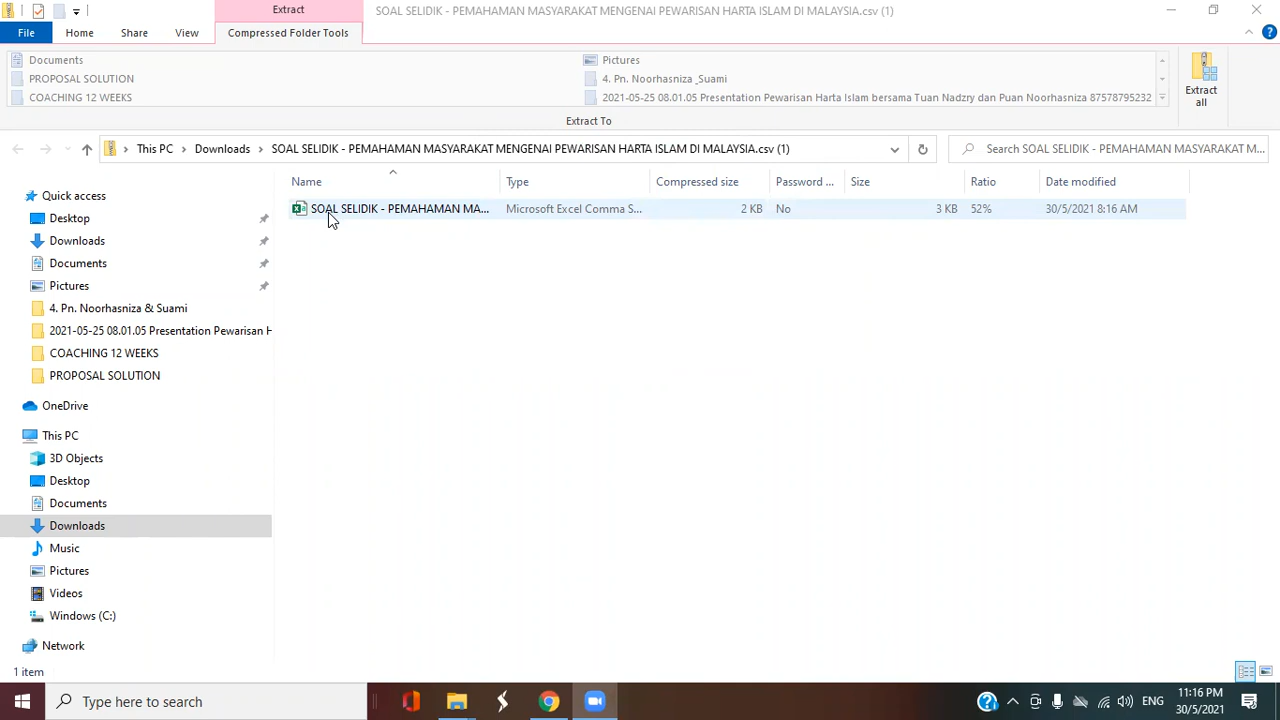 Extract
SOAL SELIDIK - PEMAHAMAN MASYARAKAT MENGENAI PEWARISAN HARTA ISLAM DI MALAYSIA.csv (1)
File
Home
Share
View
Compressed Folder Tools
Documents
PROPOSAL SOLUTION
COACHING 12 WEEKS
Pictures
4. Pn. Noorhasniza _Suami
2021-05-25 08.01.05 Presentation Pewarisan Harta Islam bersama Tuan Nadzry dan Puan Noorhasniza 87578795232
Extract To
Extract
all
This PC
Downloads
SOAL SELIDIK - PEMAHAMAN MASYARAKAT MENGENAI PEWARISAN HARTA ISLAM DI MALAYSIA.csv (1)
Search SOAL SELIDIK - PEMAHAMAN MASYARAKAT M...
Name
Type
Compressed size
Password ...
Size
Ratio
Date modified
SOAL SELIDIK - PEMAHAMAN MA...
Microsoft Excel Comma S...
2 KB
No
3 KB
52%
30/5/2021 8:16 AM
Quick access
Desktop
Downloads
Documents
Pictures
4. Pn. Noorhasniza & Suami
2021-05-25 08.01.05 Presentation Pewarisan H
COACHING 12 WEEKS
PROPOSAL SOLUTION
OneDrive
This PC
3D Objects
Desktop
Documents
Downloads
Music
Pictures
Videos
Windows (C:)
Network
1 item
Type here to search
ENG
11:16 PM
30/5/2021